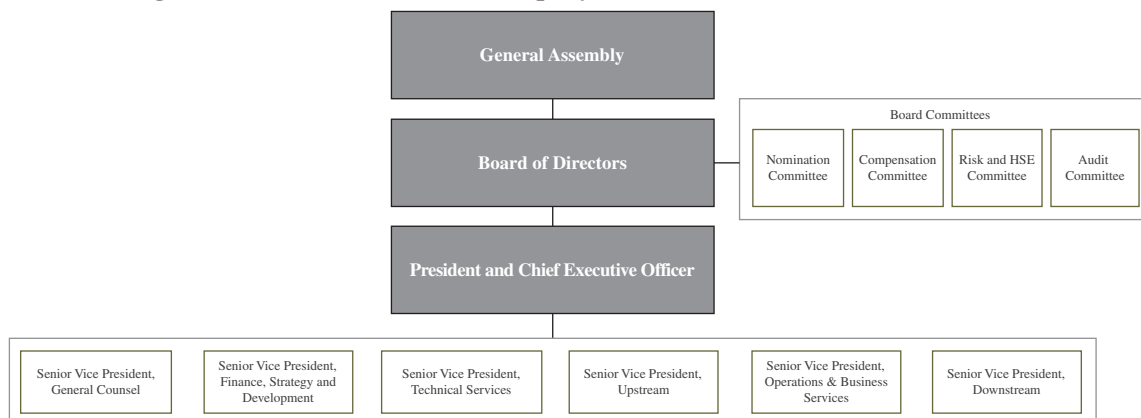 General Assembly
Board of Directors
Board Committees
Nomination
Committee
Compensation
Committee
Risk and HSE
Committee
Audit
Committee
President and Chief Executive Officer
Senior Vice President,
General Counsel
Senior Vice President,
Finance, Strategy and
Development
Senior Vice President,
Technical Services
Senior Vice President,
Upstream
Senior Vice President,
Operations & Business
Services
Senior Vice President,
Downstream